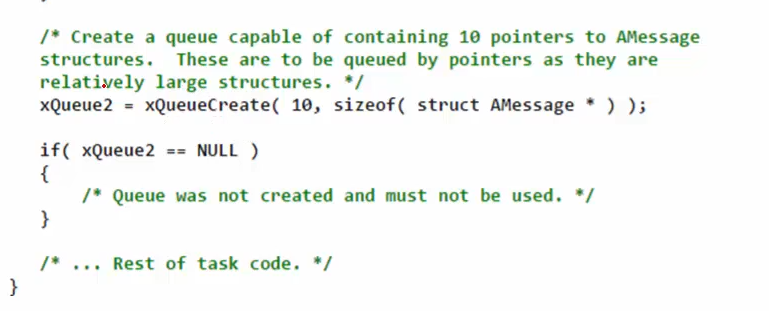 /* Create a queue capable of containing 10 pointers to AMessage
structures.  These are to be queued by pointers as they are
relatively large structures. */
xQueue2 = xQueueCreate( 10, sizeof( struct AMessage * ) );
if( xQueue2 == NULL )
{
/* Queue was not created and must not be used. */
}
/* ... Rest of task code. */
}